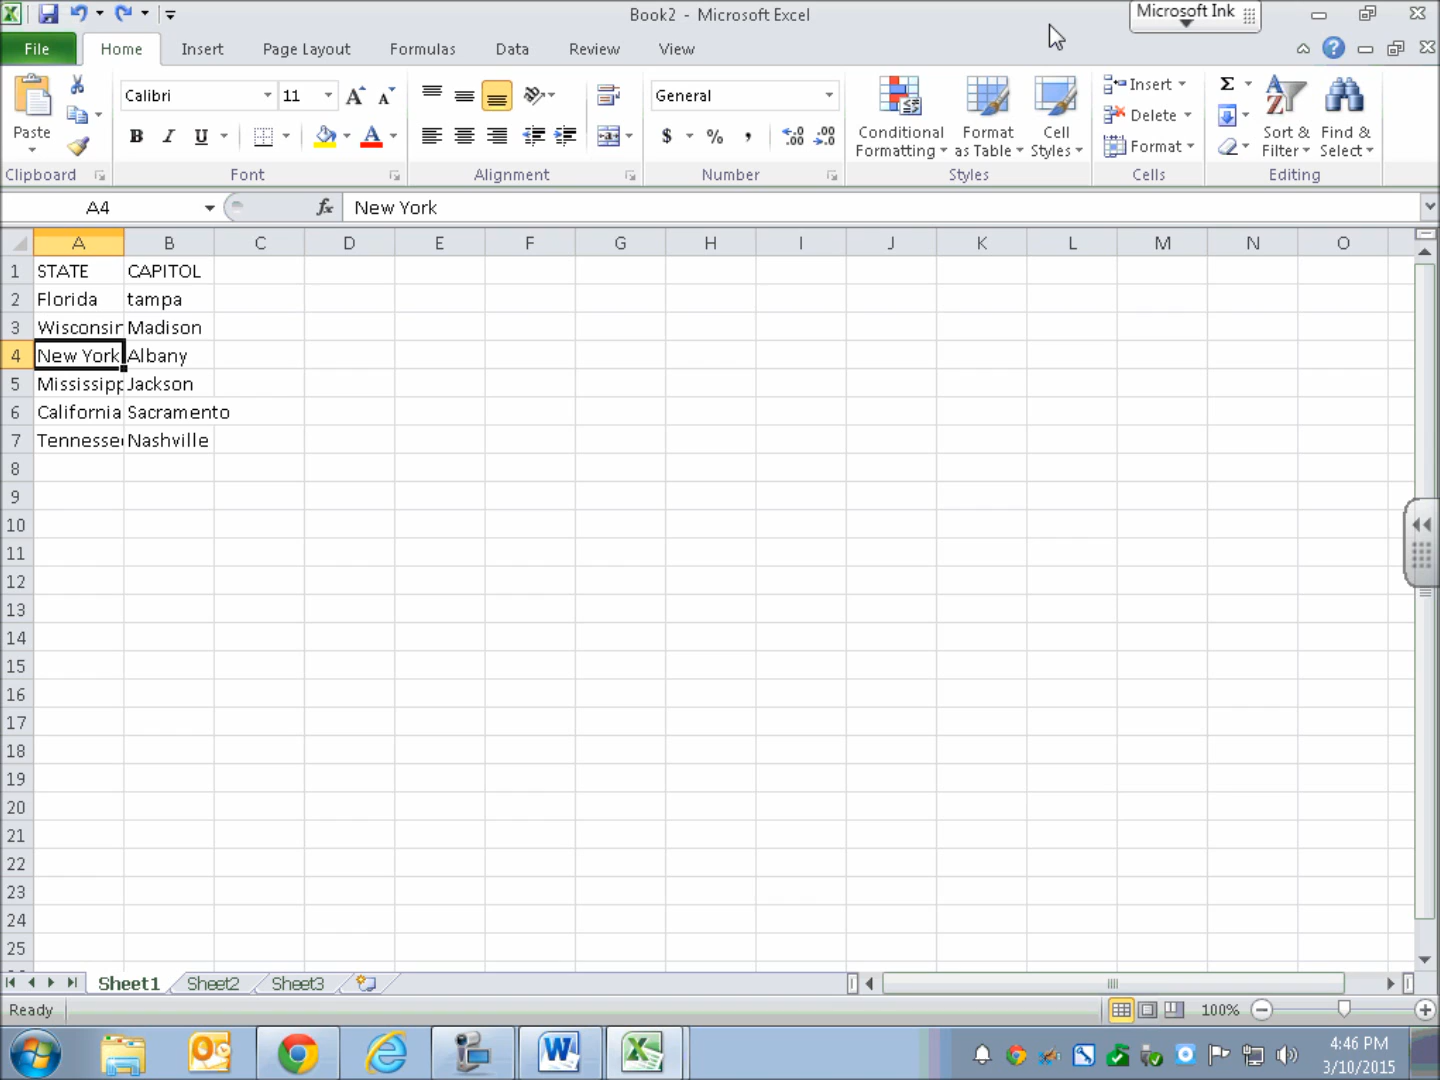 Book2 - Microsoft Excel
Microsoft Ink
File Home Insert Page Layout Formulas Data Review View
Paste
Calibri 11
B I U A
General
$ % ,
Conditional Formatting
Format as Table
Cell Styles
Insert
Delete
Format
Σ
Sort & Filter
Find & Select
Clipboard Font Alignment Number Styles Cells Editing
A4 fx New York
A B C D E F G H I J K L M N O
1 STATE CAPITOL
2 Florida tampa
3 Wisconsin Madison
4 New York Albany
5 Mississipp Jackson
6 California Sacramento
7 Tennessee Nashville
8
9
10
11
12
13
14
15
16
17
18
19
20
21
22
23
24
25
Sheet1 Sheet2 Sheet3
Ready 100%
4:46 PM
3/10/2015